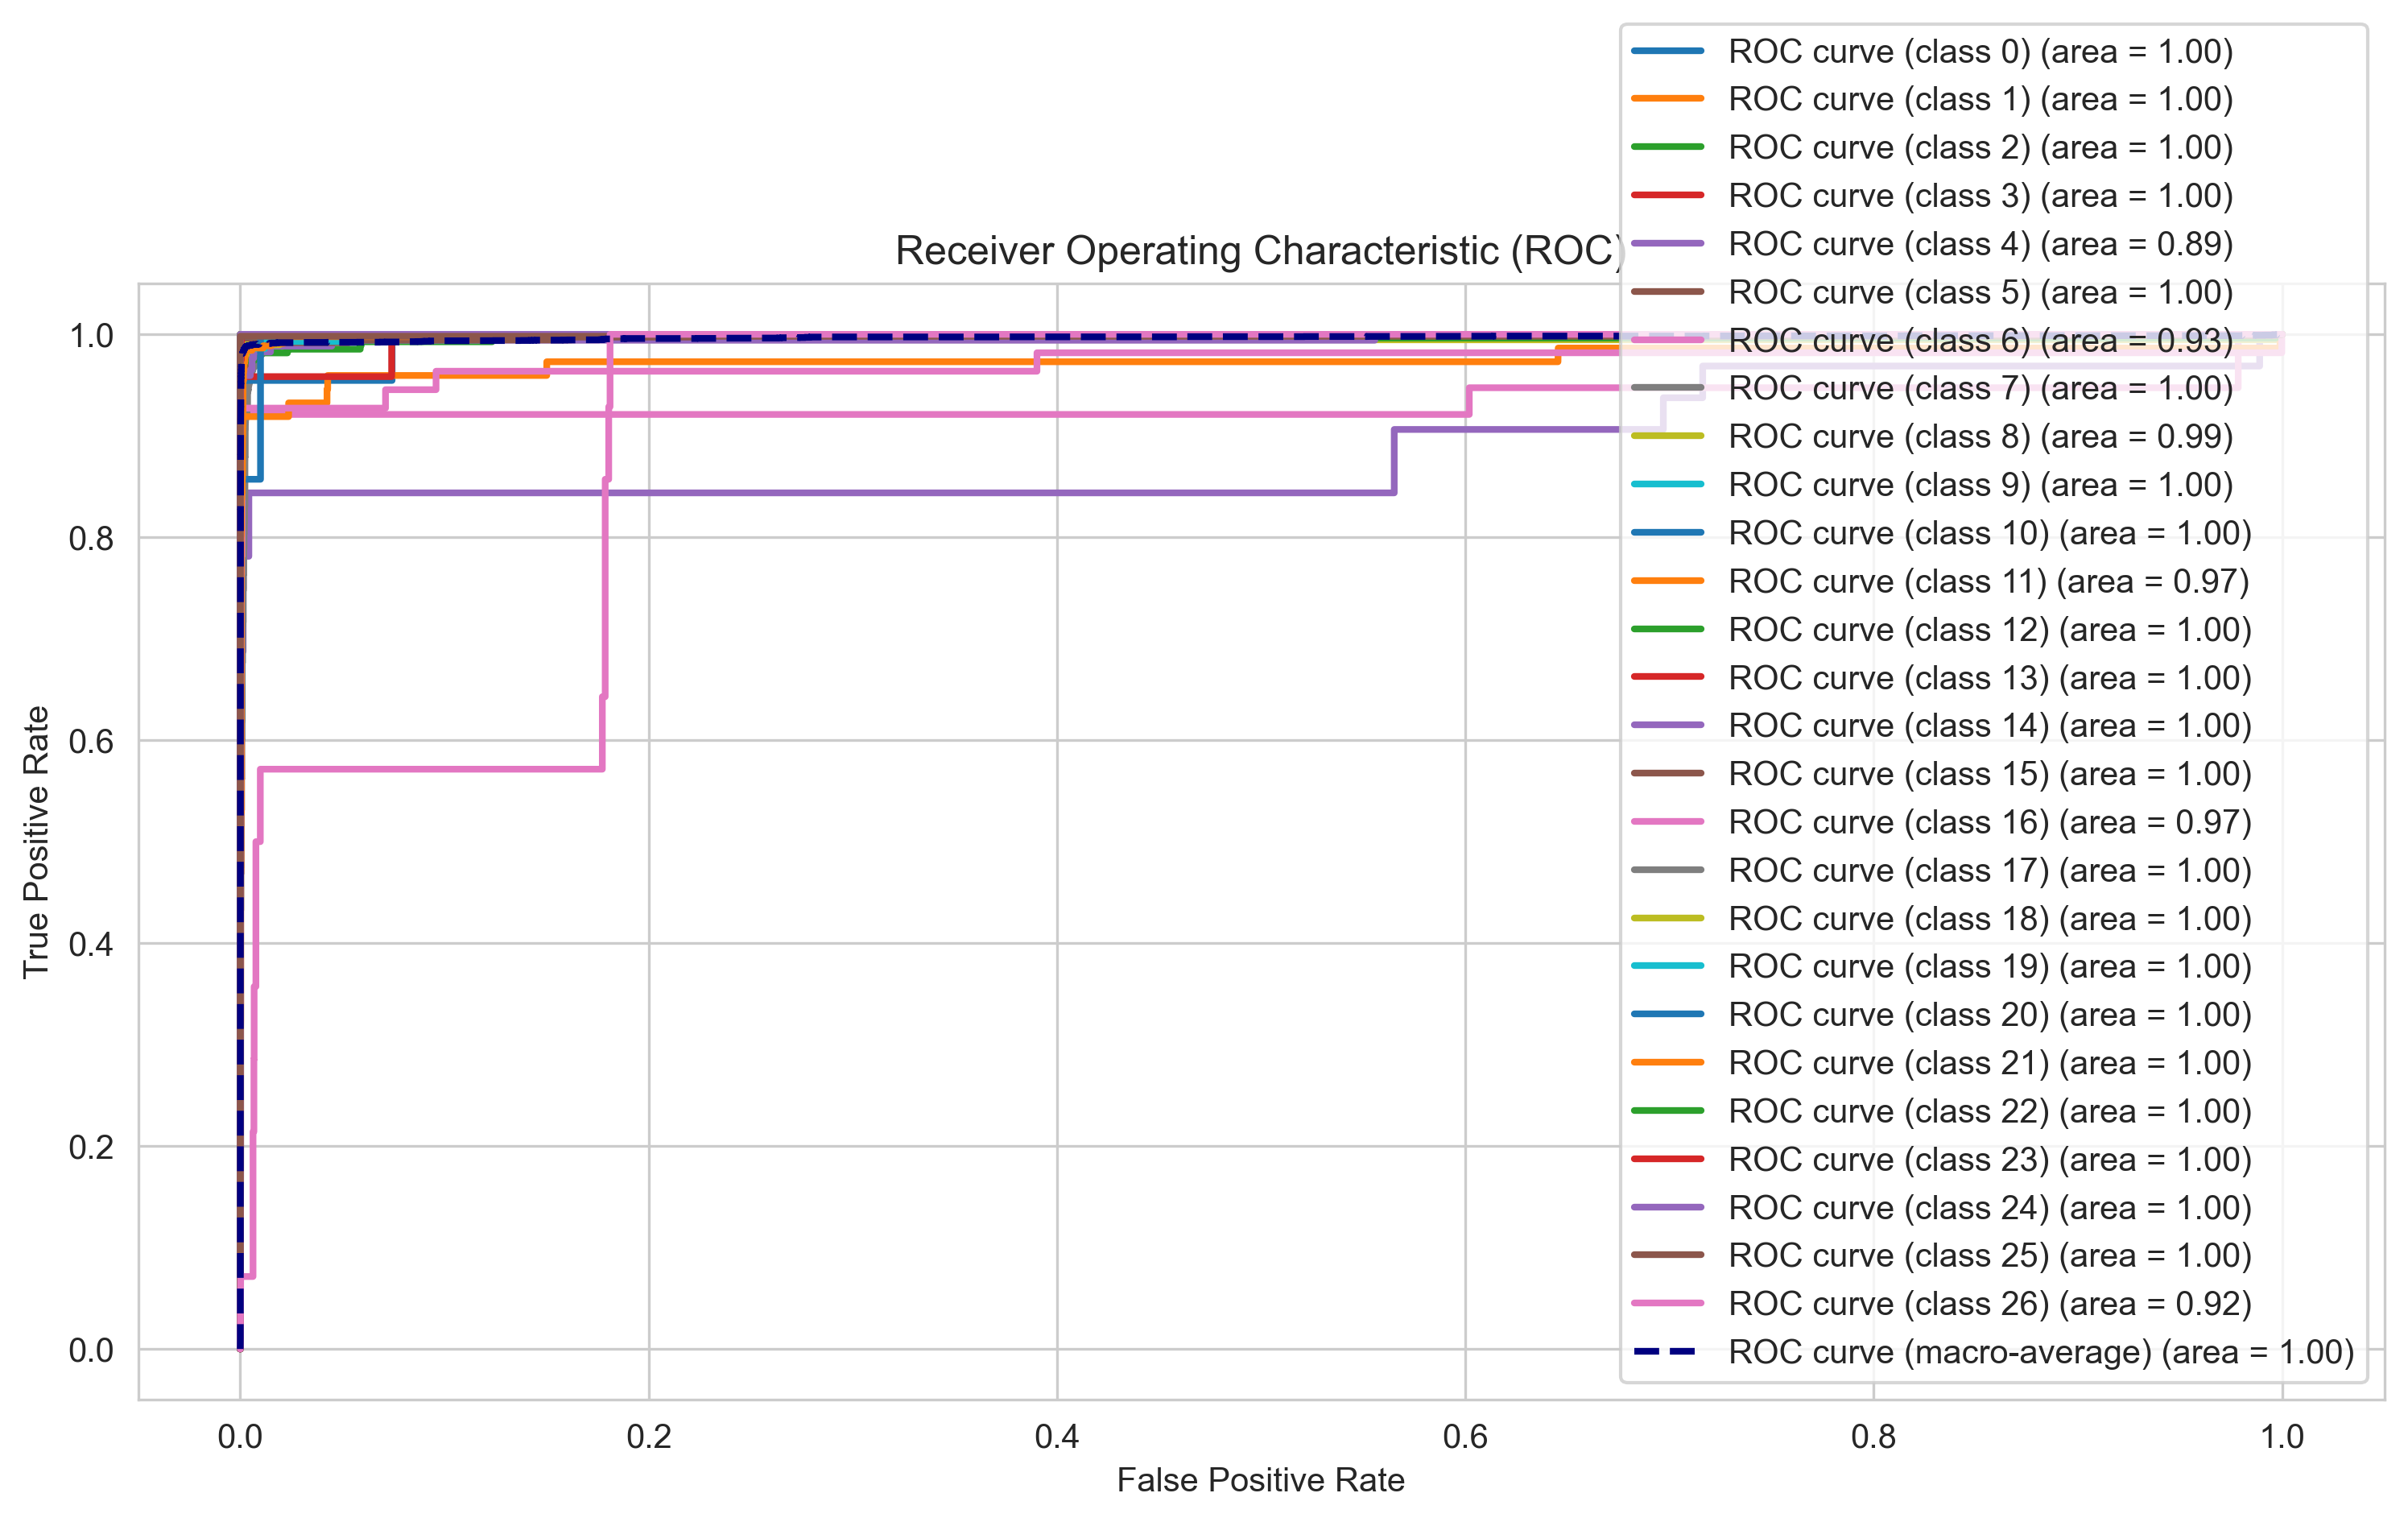 Receiver Operating Characteristic (ROC)
ROC curve (class 0) (area = 1.00)
ROC curve (class 1) (area = 1.00)
ROC curve (class 2) (area = 1.00)
ROC curve (class 3) (area = 1.00)
ROC curve (class 4) (area = 0.89)
ROC curve (class 5) (area = 1.00)
ROC curve (class 6) (area = 0.93)
ROC curve (class 7) (area = 1.00)
ROC curve (class 8) (area = 0.99)
ROC curve (class 9) (area = 1.00)
ROC curve (class 10) (area = 1.00)
ROC curve (class 11) (area = 0.97)
ROC curve (class 12) (area = 1.00)
ROC curve (class 13) (area = 1.00)
ROC curve (class 14) (area = 1.00)
ROC curve (class 15) (area = 1.00)
ROC curve (class 16) (area = 0.97)
ROC curve (class 17) (area = 1.00)
ROC curve (class 18) (area = 1.00)
ROC curve (class 19) (area = 1.00)
ROC curve (class 20) (area = 1.00)
ROC curve (class 21) (area = 1.00)
ROC curve (class 22) (area = 1.00)
ROC curve (class 23) (area = 1.00)
ROC curve (class 24) (area = 1.00)
ROC curve (class 25) (area = 1.00)
ROC curve (class 26) (area = 0.92)
ROC curve (macro-average) (area = 1.00)
True Positive Rate
1.0
0.8
0.6
0.4
0.2
0.0
0.0 0.2 0.4 0.6 0.8 1.0
False Positive Rate